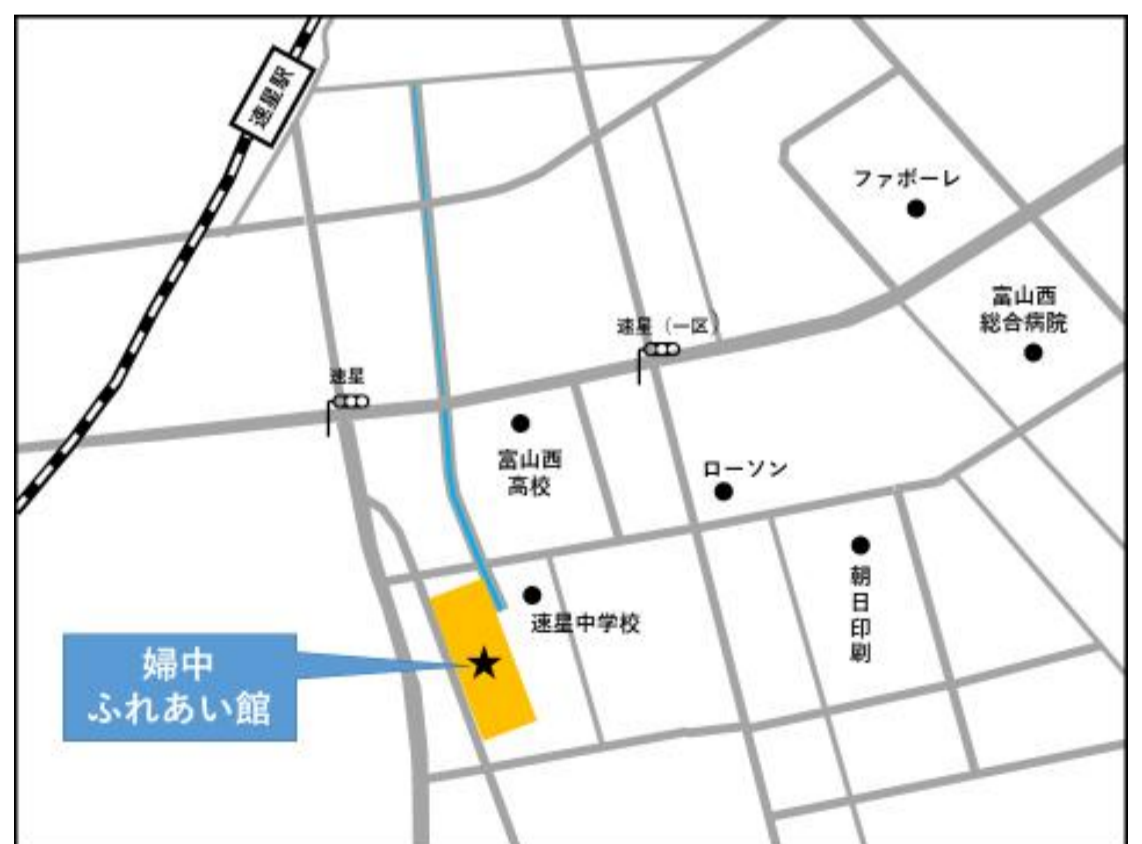 速星駅
ファボーレ
富山西
総合病院
速星（一区）
速星
富山西
高校
ローソン
朝日印刷
速星中学校
婦中
ふれあい館